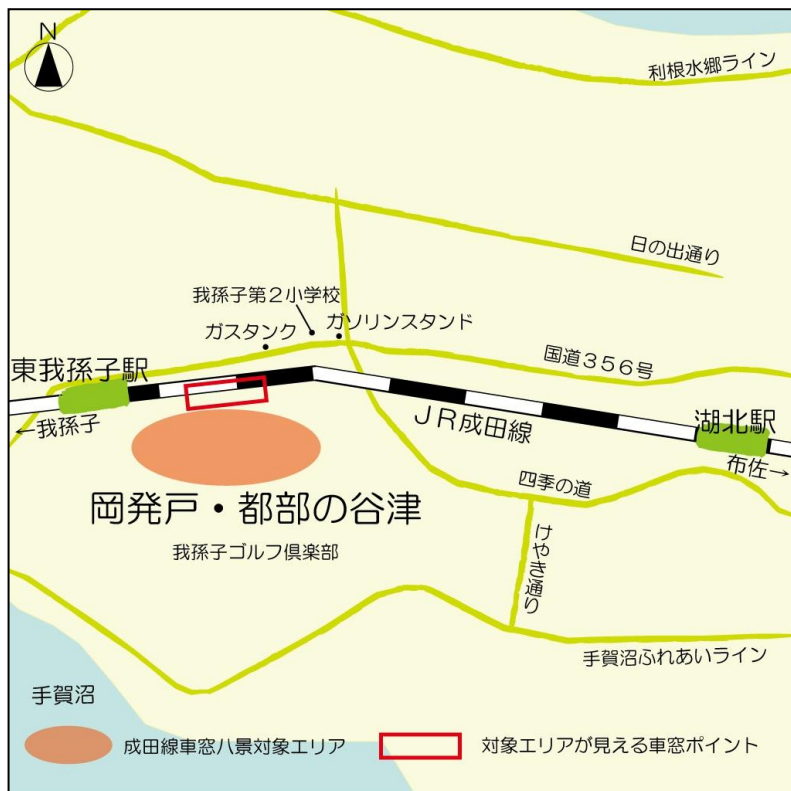 N
利根水郷ライン
日の出通り
我孫子第２小学校
ガスタンク
ガソリンスタンド
国道３５６号
東我孫子駅
←我孫子
ＪＲ成田線
湖北駅
布佐→
四季の道
岡発戸・都部の谷津
我孫子ゴルフ倶楽部
けやき通り
手賀沼ふれあいライン
手賀沼
成田線車窓八景対象エリア
対象エリアが見える車窓ポイント